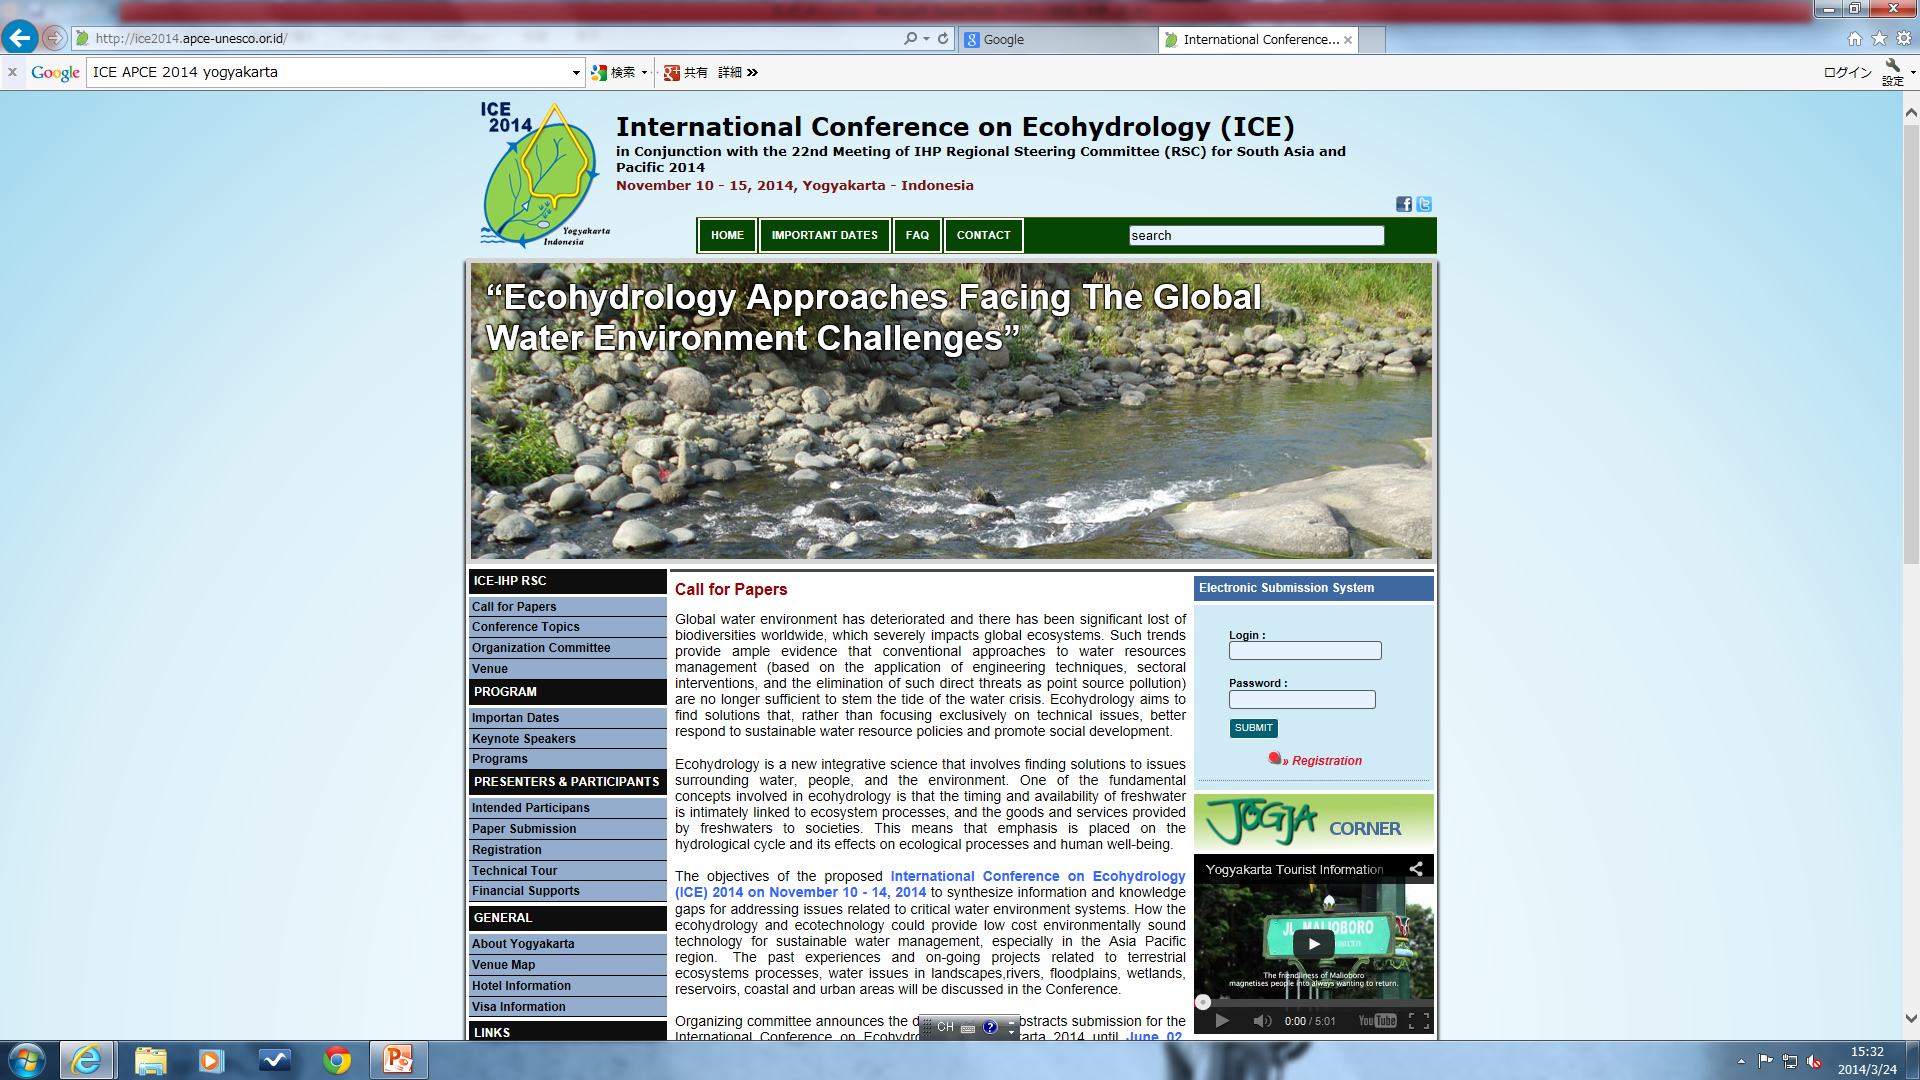 http://ice2014.apce-unesco.or.id/
Google
International Conference...
Google
ICE APCE 2014 yogyakarta
検索
共有
詳細
ログイン
設定
ICE
2014
Yogyakarta
Indonesia
International Conference on Ecohydrology (ICE)
in Conjunction with the 22nd Meeting of IHP Regional Steering Committee (RSC) for South Asia and
Pacific 2014
November 10 - 15, 2014, Yogyakarta - Indonesia
HOME
IMPORTANT DATES
FAQ
CONTACT
search
“Ecohydrology Approaches Facing The Global
Water Environment Challenges”
ICE-IHP RSC
Call for Papers
Conference Topics
Organization Committee
Venue
PROGRAM
Importan Dates
Keynote Speakers
Programs
PRESENTERS & PARTICIPANTS
Intended Participans
Paper Submission
Registration
Technical Tour
Financial Supports
GENERAL
About Yogyakarta
Venue Map
Hotel Information
Visa Information
LINKS
Call for Papers
Global water environment has deteriorated and there has been significant lost of
biodiversities worldwide, which severely impacts global ecosystems. Such trends
provide ample evidence that conventional approaches to water resources
management (based on the application of engineering techniques, sectoral
interventions, and the elimination of such direct threats as point source pollution)
are no longer sufficient to stem the tide of the water crisis. Ecohydrology aims to
find solutions that, rather than focusing exclusively on technical issues, better
respond to sustainable water resource policies and promote social development.
Ecohydrology is a new integrative science that involves finding solutions to issues
surrounding water, people, and the environment. One of the fundamental
concepts involved in ecohydrology is that the timing and availability of freshwater
is intimately linked to ecosystem processes, and the goods and services provided
by freshwaters to societies. This means that emphasis is placed on the
hydrological cycle and its effects on ecological processes and human well-being.
The objectives of the proposed International Conference on Ecohydrology
(ICE) 2014 on November 10 - 14, 2014 to synthesize information and knowledge
gaps for addressing issues related to critical water environment systems. How the
ecohydrology and ecotechnology could provide low cost environmentally sound
technology for sustainable water management, especially in the Asia Pacific
region. The past experiences and on-going projects related to terrestrial
ecosystems processes, water issues in landscapes,rivers, floodplains, wetlands,
reservoirs, coastal and urban areas will be discussed in the Conference.
Organizing committee announces the submission for the
International Conference on 2014 until June 02,
Electronic Submission System
Login :
Password :
SUBMIT
» Registration
JOGJA CORNER
Yogyakarta Tourist Information
JL. MALIOBORO
The friendliness of Malioboro
magnetises people into always wanting to return.
0:00 / 5:01
YouTube
CH
15:32
2014/3/24